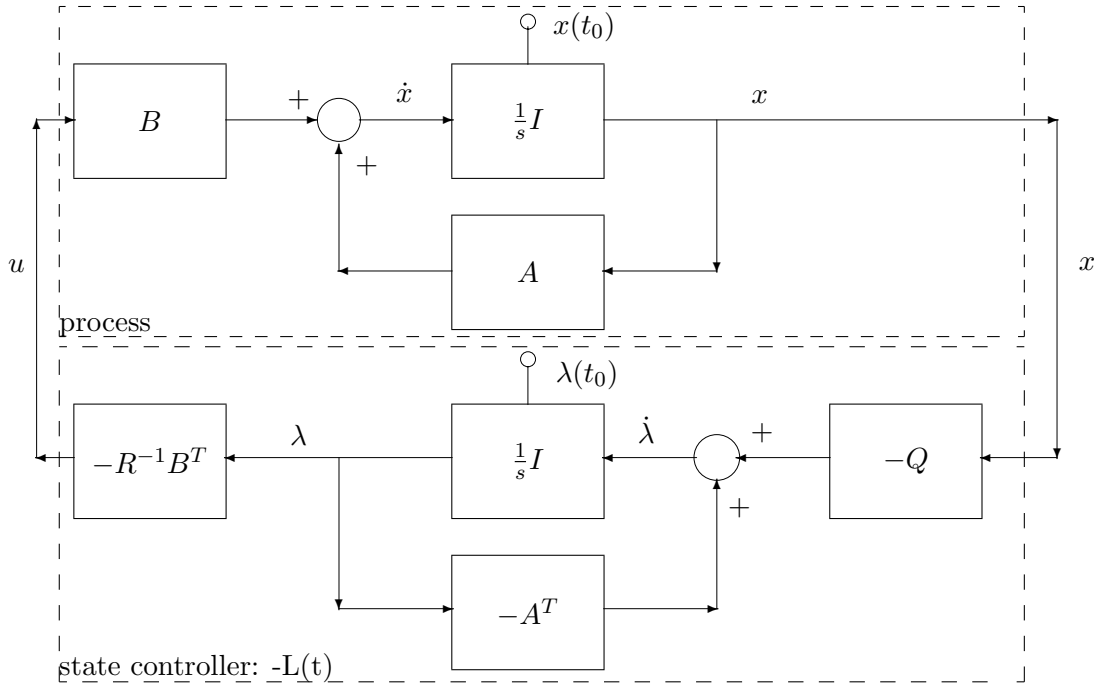 x(t₀)
+
ẋ
x
B
1/s I
+
A
u
x
process
λ(t₀)
λ
λ̇
+
−R⁻¹Bᵀ
1/s I
−Q
+
−Aᵀ
state controller: -L(t)